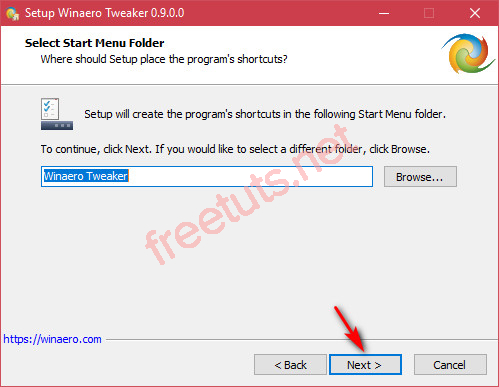 Setup Winaero Tweaker 0.9.0.0
Select Start Menu Folder
Where should Setup place the program's shortcuts?
Setup will create the program's shortcuts in the following Start Menu folder.
To continue, click Next. If you would like to select a different folder, click Browse.
Winaero Tweaker
Browse...
freetuts.net
https://winaero.com
< Back
Next >
Cancel